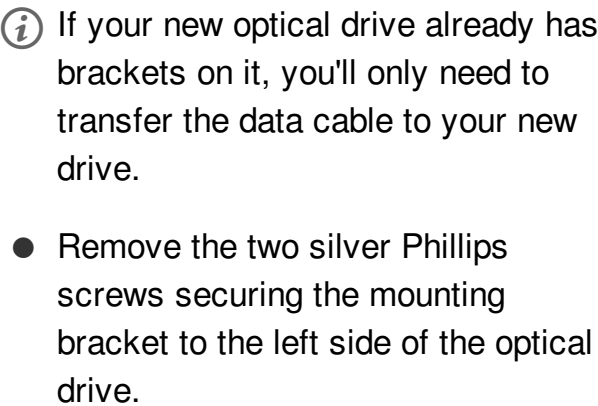 If your new optical drive already has
brackets on it, you'll only need to
transfer the data cable to your new
drive.
Remove the two silver Phillips
screws securing the mounting
bracket to the left side of the optical
drive.